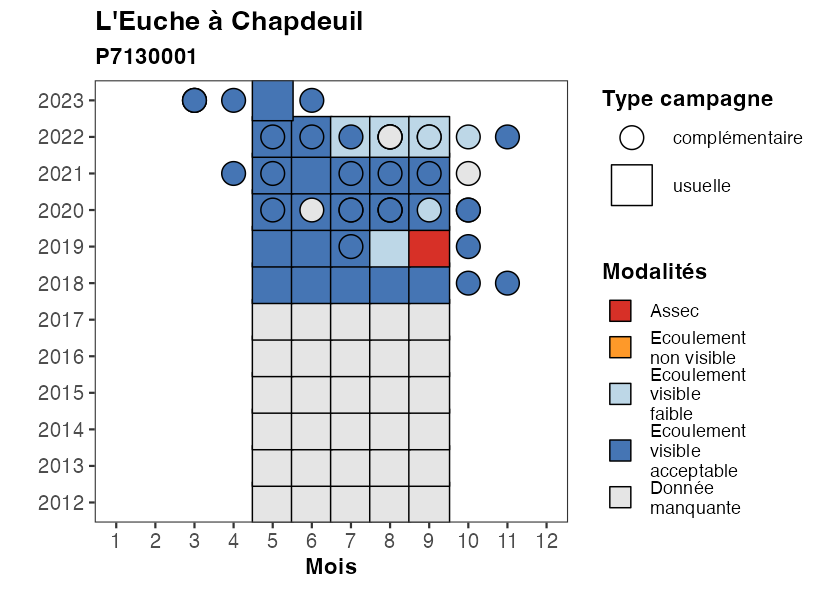 L'Euche à Chapdeuil
P7130001
2023
2022
2021
2020
2019
2018
2017
2016
2015
2014
2013
2012
1 2 3 4 5 6 7 8 9 10 11 12
Mois
Type campagne
complémentaire
usuelle
Modalités
Assec
Ecoulement
non visible
Ecoulement
visible
faible
Ecoulement
visible
acceptable
Donnée
manquante